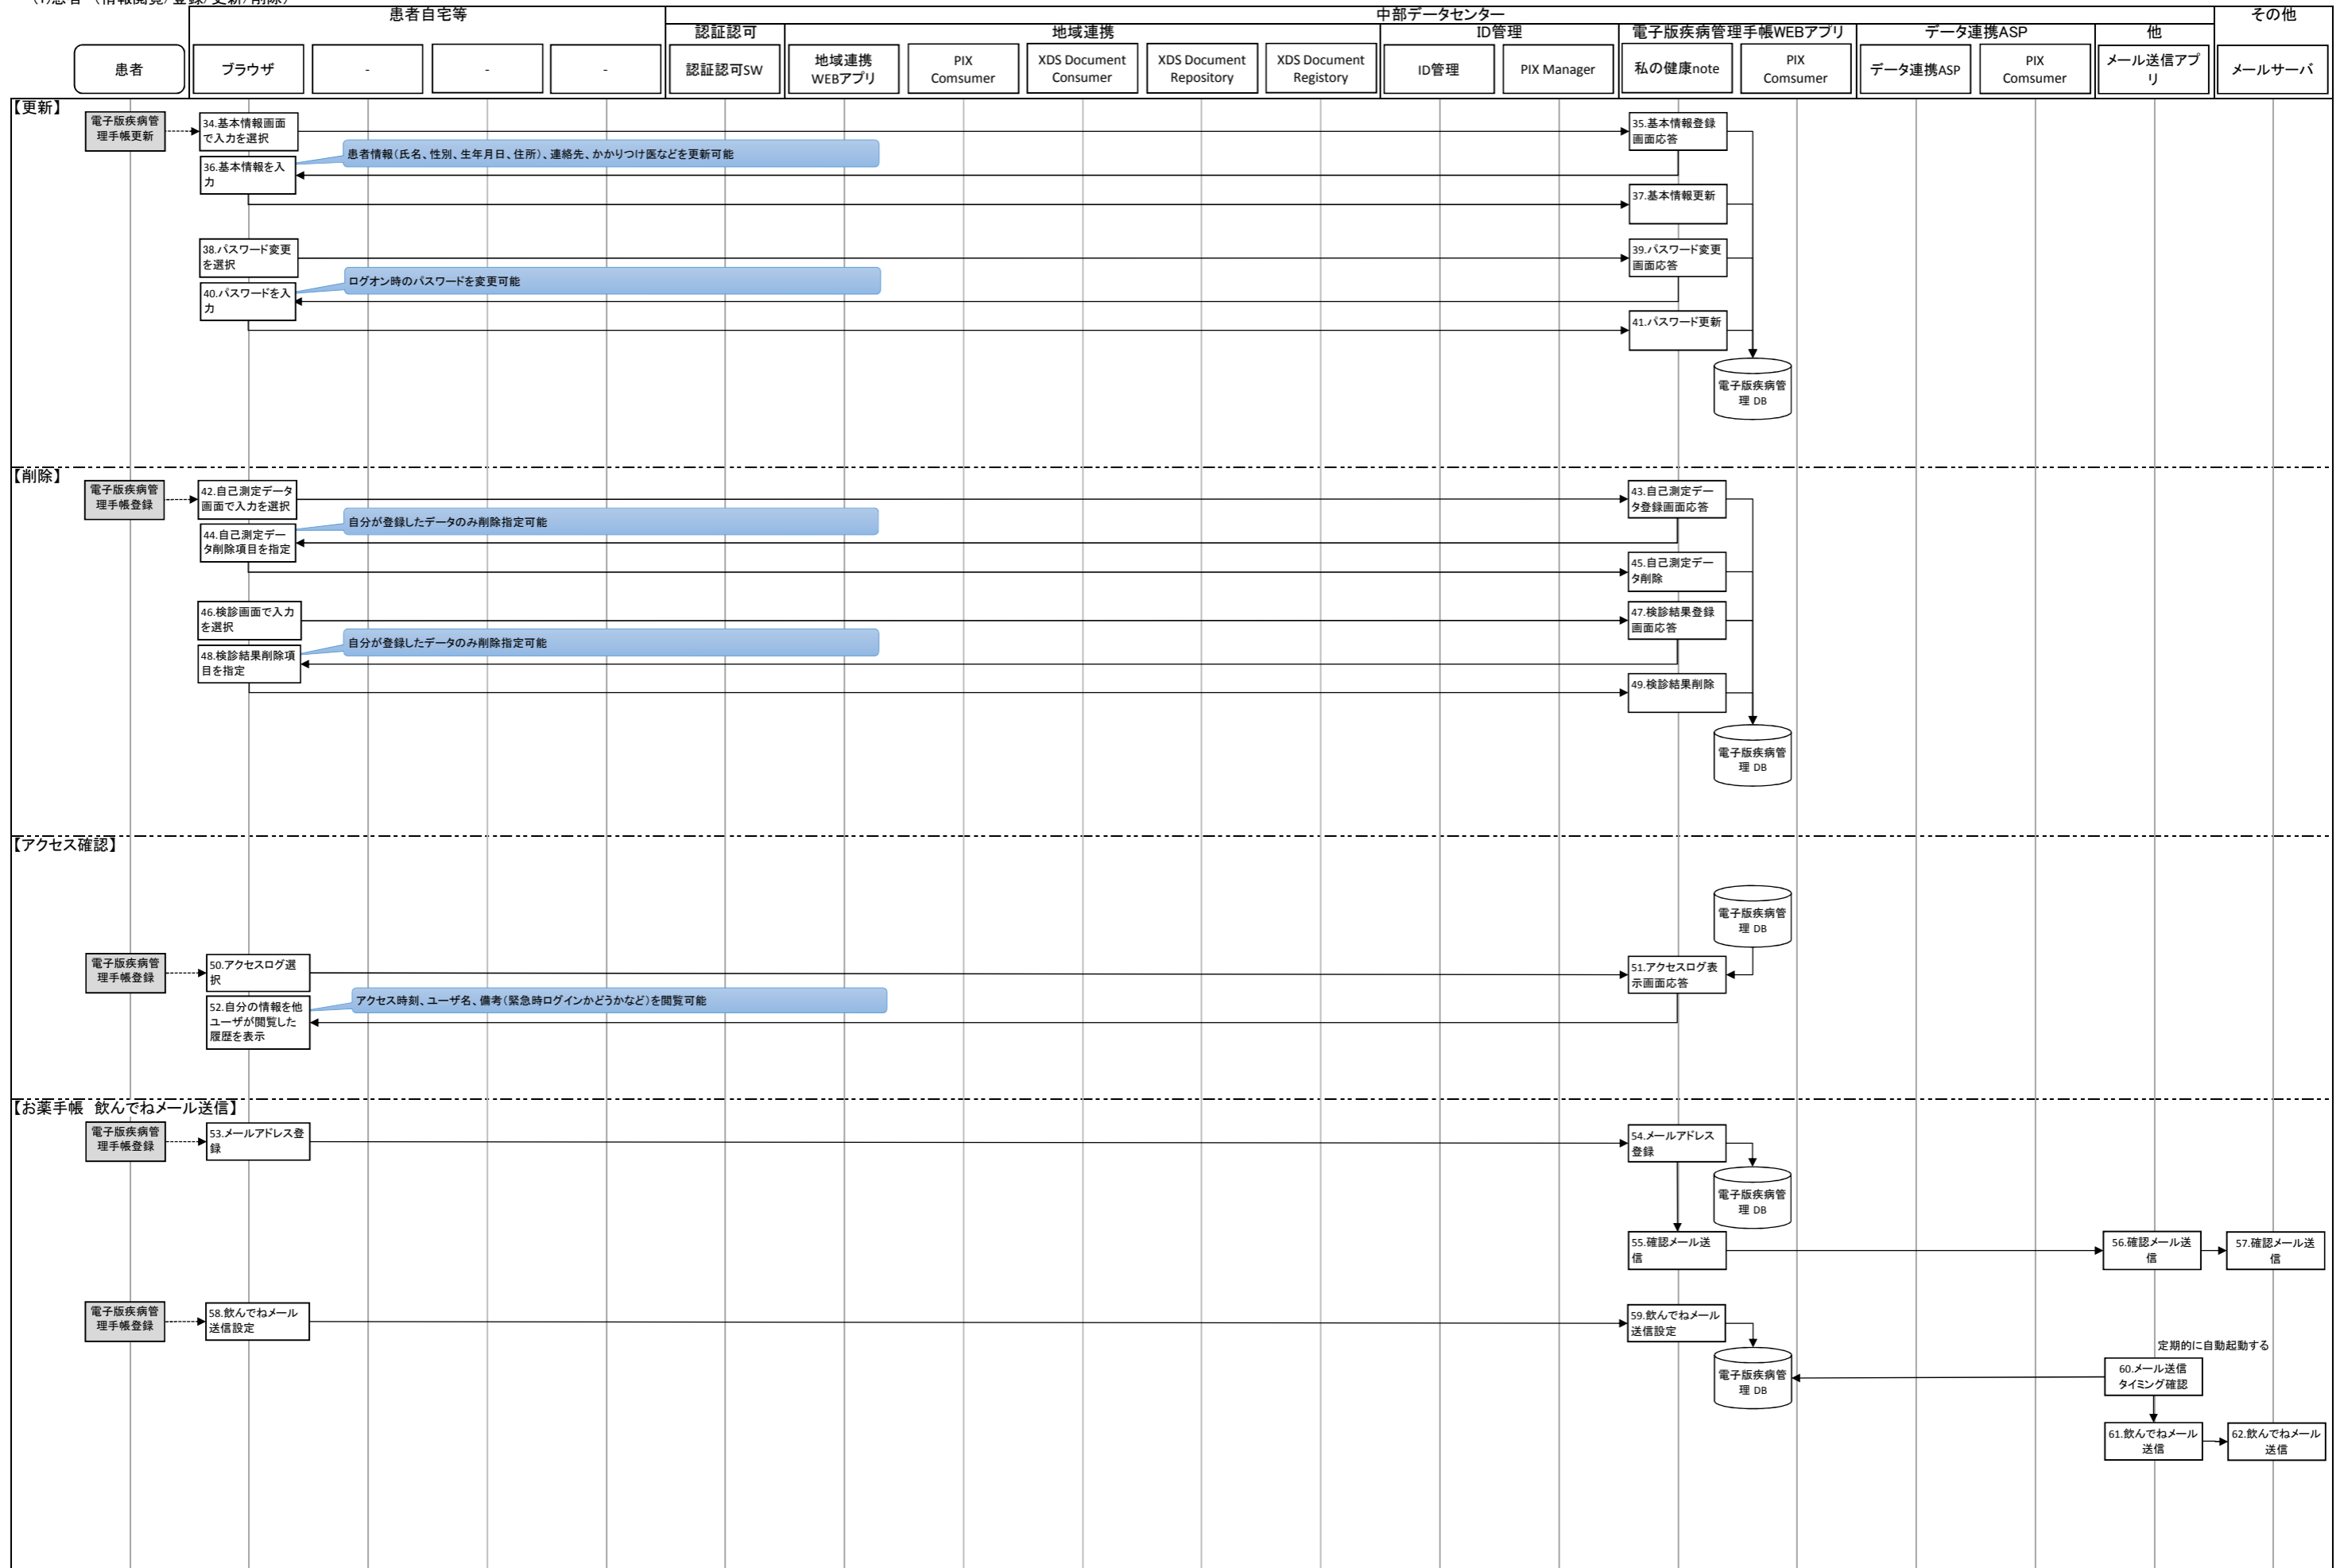 (1)患者 (情報閲覧/登録/更新/削除)
患者自宅等
中部データセンター
その他
認証認可
地域連携
ID管理
電子版疾病管理手帳WEBアプリ
データ連携ASP
他
患者
ブラウザ
-
-
-
認証認可SW
地域連携
WEBアプリ
PIX
Comsumer
XDS Document
Consumer
XDS Document
Repository
XDS Document
Registory
ID管理
PIX Manager
私の健康note
PIX
Comsumer
データ連携ASP
PIX
Comsumer
メール送信アプ
リ
メールサーバ
【更新】
電子版疾病管
理手帳更新
34.基本情報画面
で入力を選択
35.基本情報登録
画面応答
患者情報(氏名、性別、生年月日、住所)、連絡先、かかりつけ医などを更新可能
36.基本情報を入
力
37.基本情報更新
38.パスワード変更
を選択
39.パスワード変更
画面応答
ログオン時のパスワードを変更可能
40.パスワードを入
力
41.パスワード更新
電子版疾病管
理 DB
【削除】
電子版疾病管
理手帳登録
42.自己測定データ
画面で入力を選択
43.自己測定デー
タ登録画面応答
自分が登録したデータのみ削除指定可能
44.自己測定デー
タ削除項目を指定
45.自己測定デー
タ削除
46.検診画面で入力
を選択
47.検診結果登録
画面応答
自分が登録したデータのみ削除指定可能
48.検診結果削除項
目を指定
49.検診結果削除
電子版疾病管
理 DB
【アクセス確認】
電子版疾病管
理 DB
電子版疾病管
理手帳登録
50.アクセスログ選
択
51.アクセスログ表
示画面応答
アクセス時刻、ユーザ名、備考(緊急時ログインかどうかなど)を閲覧可能
52.自分の情報を他
ユーザが閲覧した
履歴を表示
【お薬手帳 飲んでねメール送信】
電子版疾病管
理手帳登録
53.メールアドレス登
録
54.メールアドレス
登録
電子版疾病管
理 DB
55.確認メール送
信
56.確認メール送
信
57.確認メール送
信
電子版疾病管
理手帳登録
58.飲んでねメール
送信設定
59.飲んでねメール
送信設定
定期的に自動起動する
電子版疾病管
理 DB
60.メール送信
タイミング確認
61.飲んでねメール
送信
62.飲んでねメール
送信